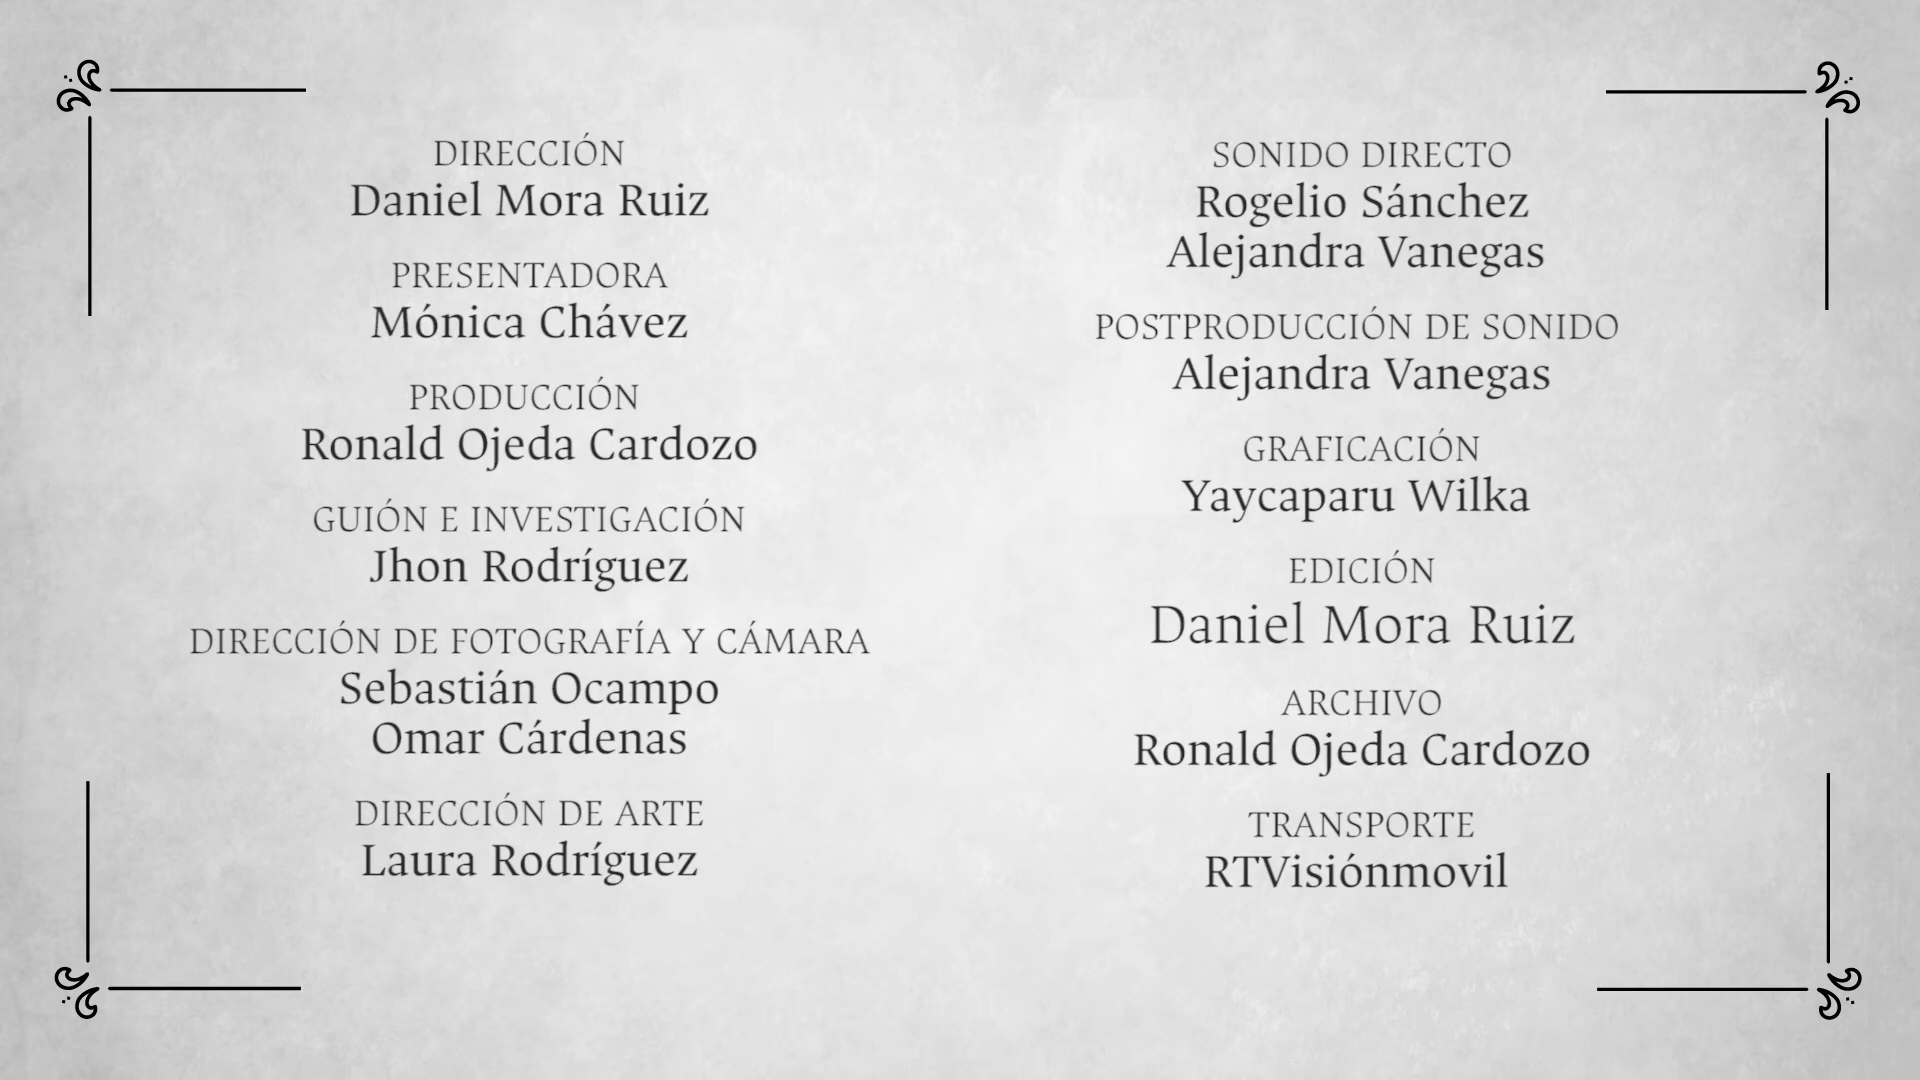 DIRECCIÓN
Daniel Mora Ruiz
PRESENTADORA
Mónica Chávez
PRODUCCIÓN
Ronald Ojeda Cardozo
GUIÓN E INVESTIGACIÓN
Jhon Rodríguez
DIRECCIÓN DE FOTOGRAFÍA Y CÁMARA
Sebastián Ocampo
Omar Cárdenas
DIRECCIÓN DE ARTE
Laura Rodríguez
SONIDO DIRECTO
Rogelio Sánchez
Alejandra Vanegas
POSTPRODUCCIÓN DE SONIDO
Alejandra Vanegas
GRAFICACIÓN
Yaycaparu Wilka
EDICIÓN
Daniel Mora Ruiz
ARCHIVO
Ronald Ojeda Cardozo
TRANSPORTE
RTVisiónmovil